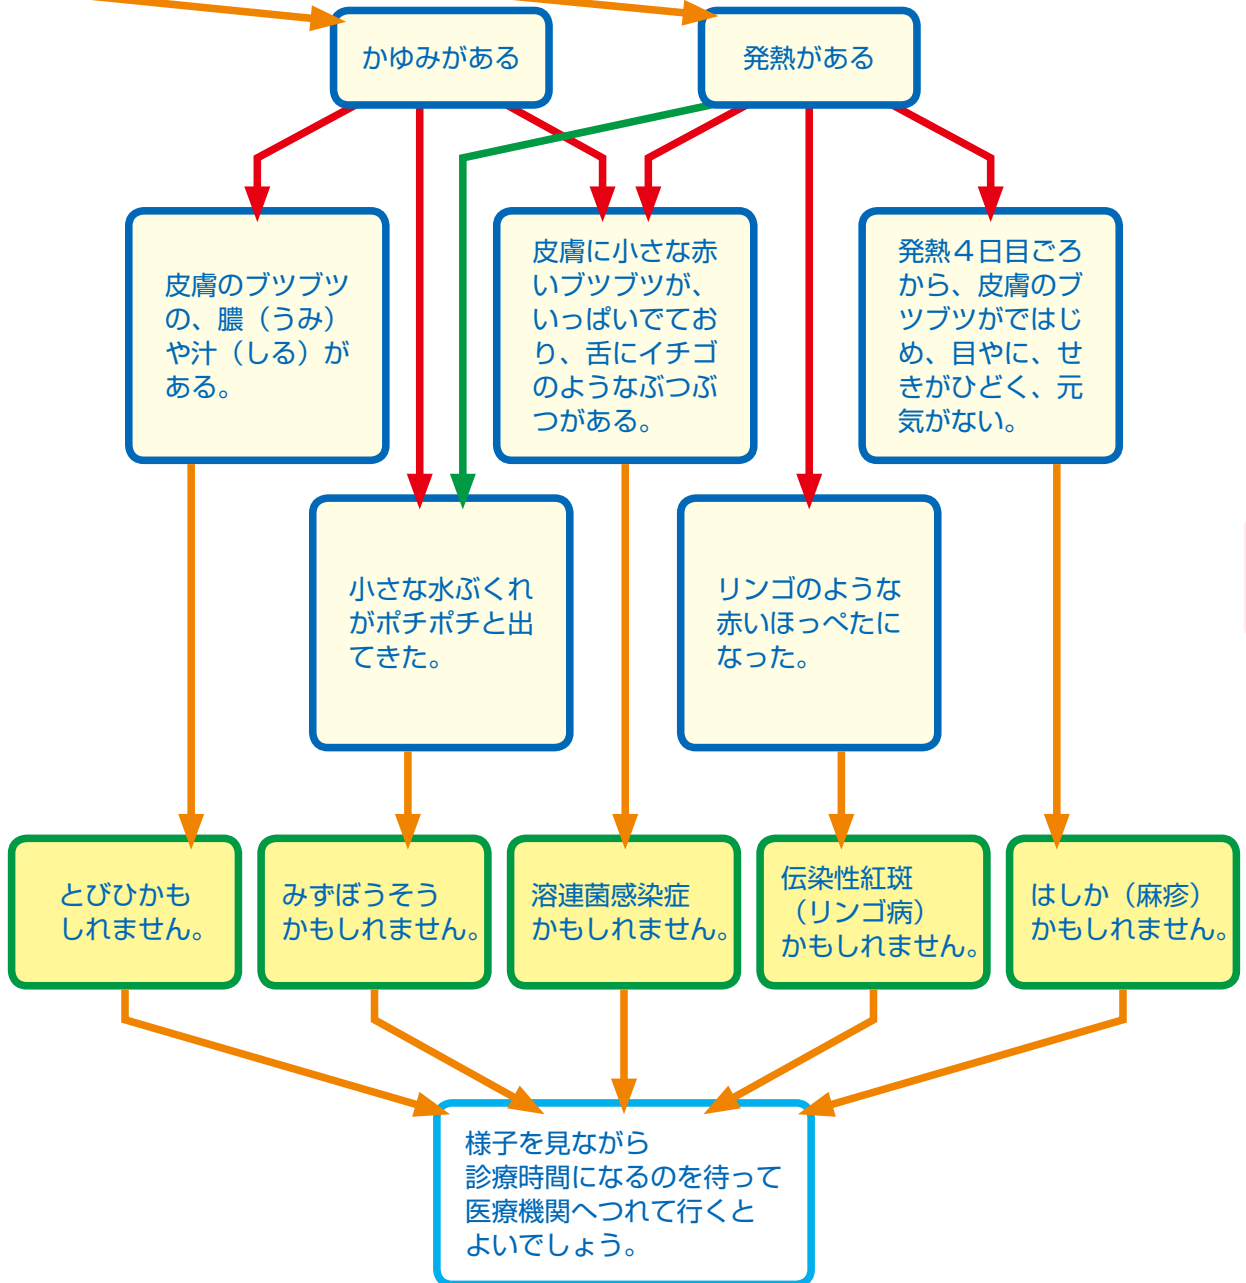 かゆみがある
発熱がある
皮膚のブツブツ
の、膿（うみ）
や汁（しる）が
ある。
皮膚に小さな赤
いブツブツが、
いっぱいでてお
り、舌にイチゴ
のようなぶつぶ
つがある。
発熱４日目ごろ
から、皮膚のブ
ツブツがではじ
め、目やに、せ
きがひどく、元
気がない。
小さな水ぶくれ
がポチポチと出
てきた。
リンゴのような
赤いほっぺたに
なった。
とびひかも
しれません。
みずぼうそう
かもしれません。
溶連菌感染症
かもしれません。
伝染性紅斑
（リンゴ病）
かもしれません。
はしか（麻疹）
かもしれません。
様子を見ながら
診療時間になるのを待って
医療機関へつれて行くと
よいでしょう。